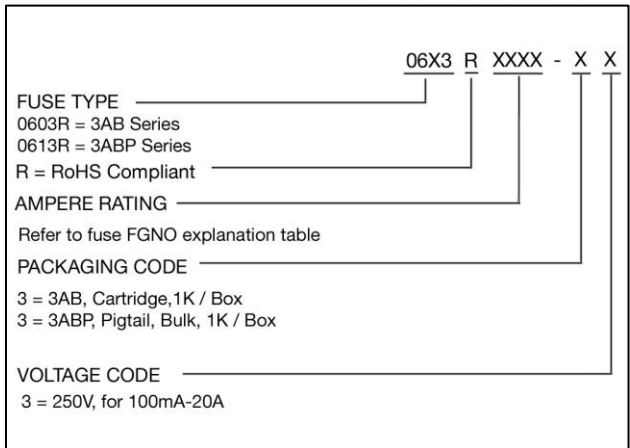 06X3 R XXXX - X X
FUSE TYPE
0603R = 3AB Series
0613R = 3ABP Series
R = RoHS Compliant
AMPERE RATING
Refer to fuse FGNO explanation table
PACKAGING CODE
3 = 3AB, Cartridge,1K / Box
3 = 3ABP, Pigtail, Bulk, 1K / Box
VOLTAGE CODE
3 = 250V, for 100mA-20A